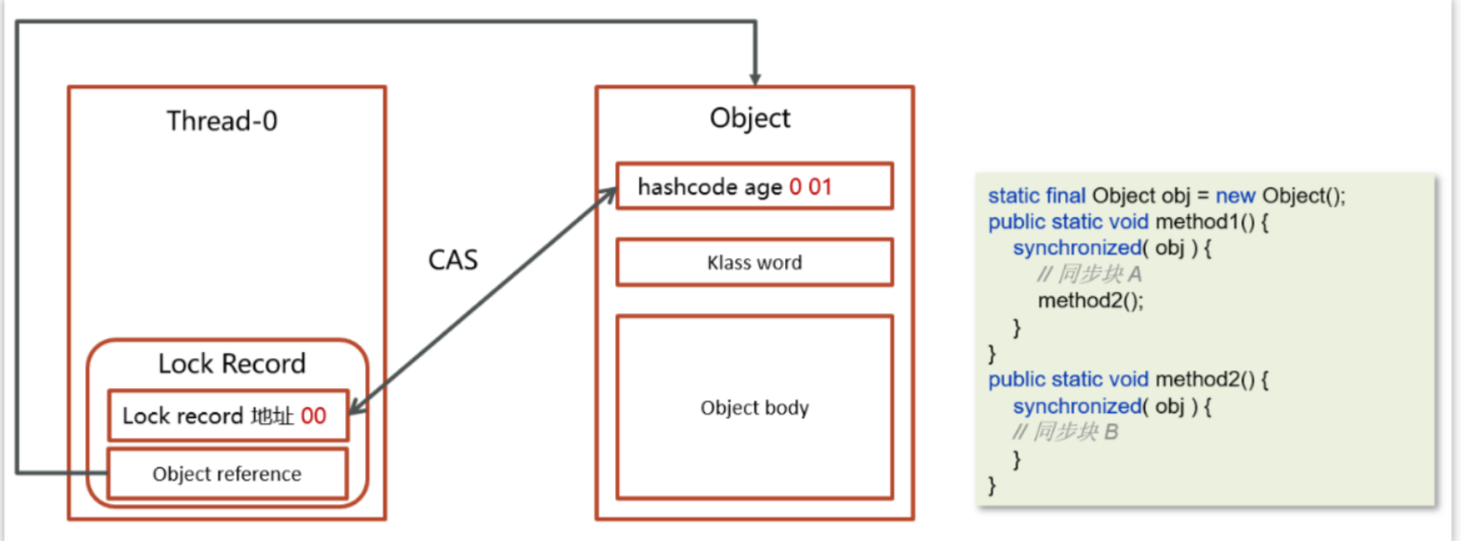 Thread-0
Lock Record
Lock record 地址 00
Object reference
CAS
Object
hashcode age 0 01
Klass word
Object body
static final Object obj = new Object();
public static void method1() {
synchronized( obj ) {
// 同步块 A
method2();
}
}
public static void method2() {
synchronized( obj ) {
// 同步块 B
}
}